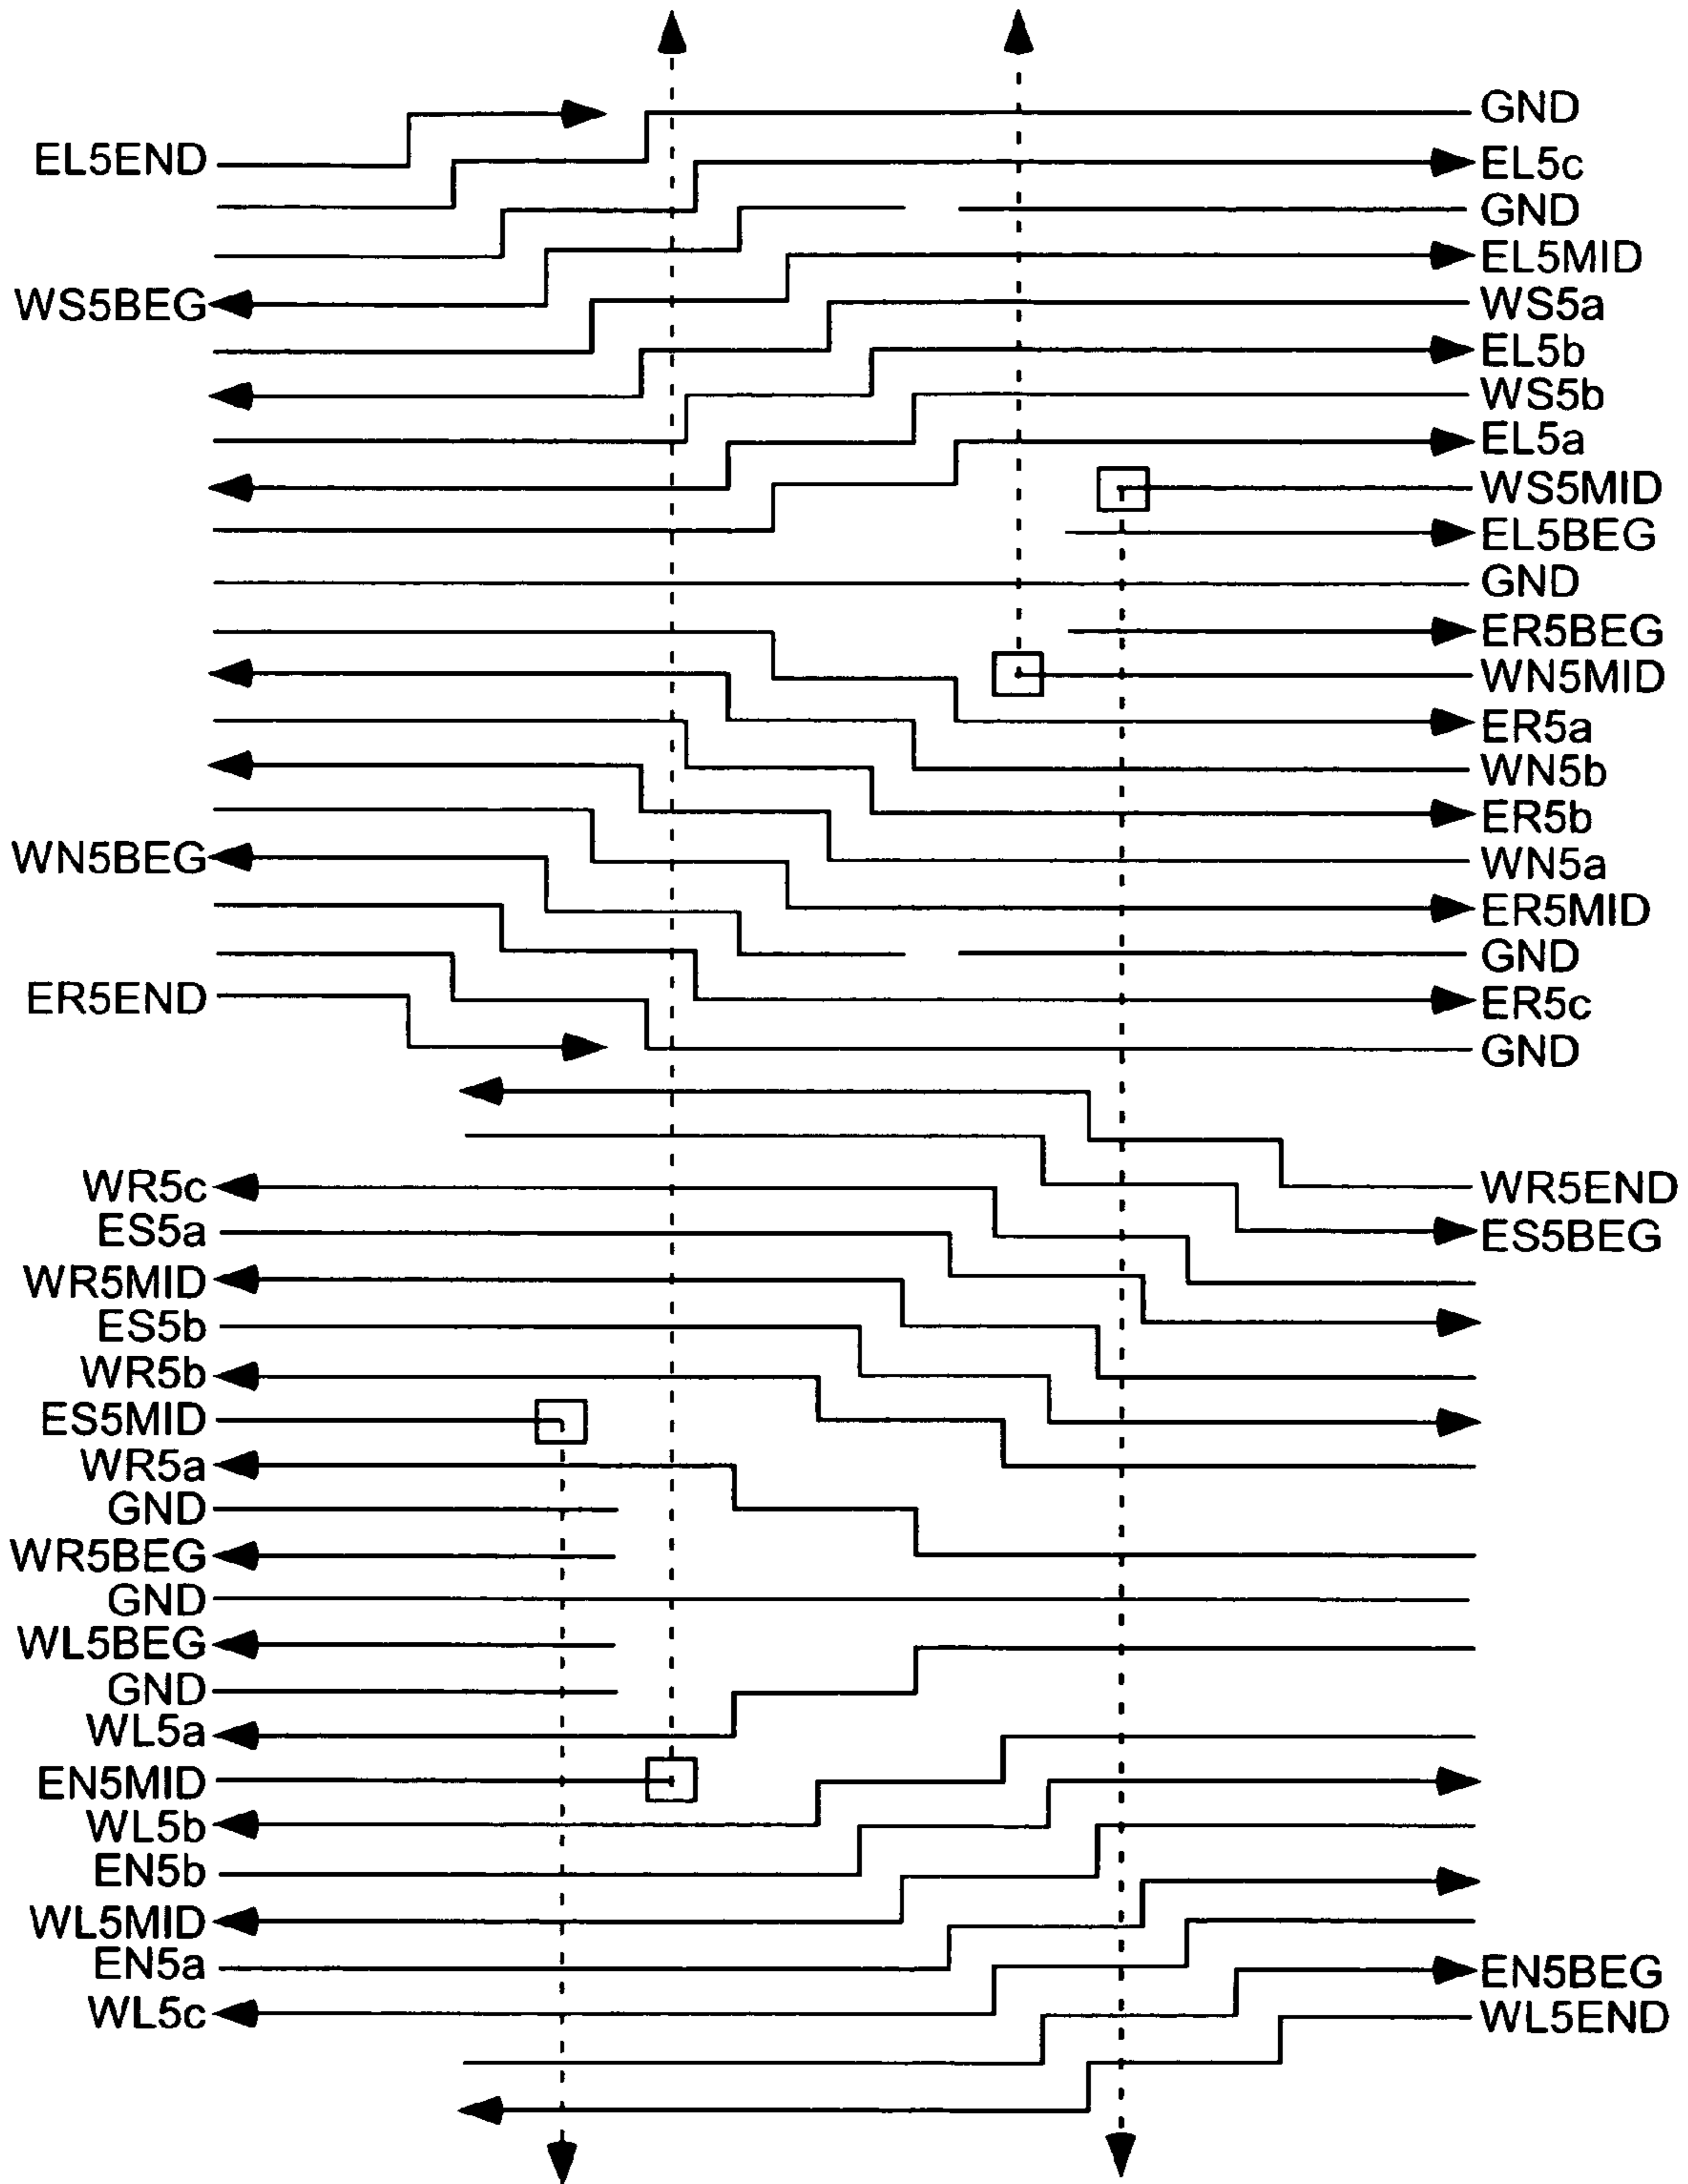 GND
EL5END
EL5c
GND
EL5MID
WS5BEG
WS5a
EL5b
WS5b
EL5a
WS5MID
EL5BEG
GND
ER5BEG
WN5MID
ER5a
WN5b
ER5b
WN5BEG
WN5a
ER5MID
GND
ER5END
ER5c
GND
WR5c
WR5END
ES5a
ES5BEG
WR5MID
ES5b
WR5b
ES5MID
WR5a
GND
WR5BEG
GND
WL5BEG
GND
WL5a
EN5MID
WL5b
EN5b
WL5MID
EN5a
EN5BEG
WL5c
WL5END